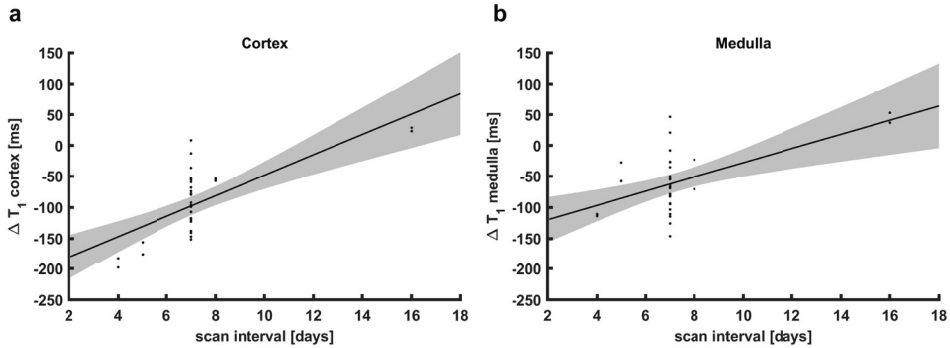 a
Cortex
150
100
50
0
-50
-100
-150
-200
-250
Δ T1 cortex [ms]
2 4 6 8 10 12 14 16 18
scan interval [days]
b
Medulla
150
100
50
0
-50
-100
-150
-200
-250
Δ T1 medulla [ms]
2 4 6 8 10 12 14 16 18
scan interval [days]